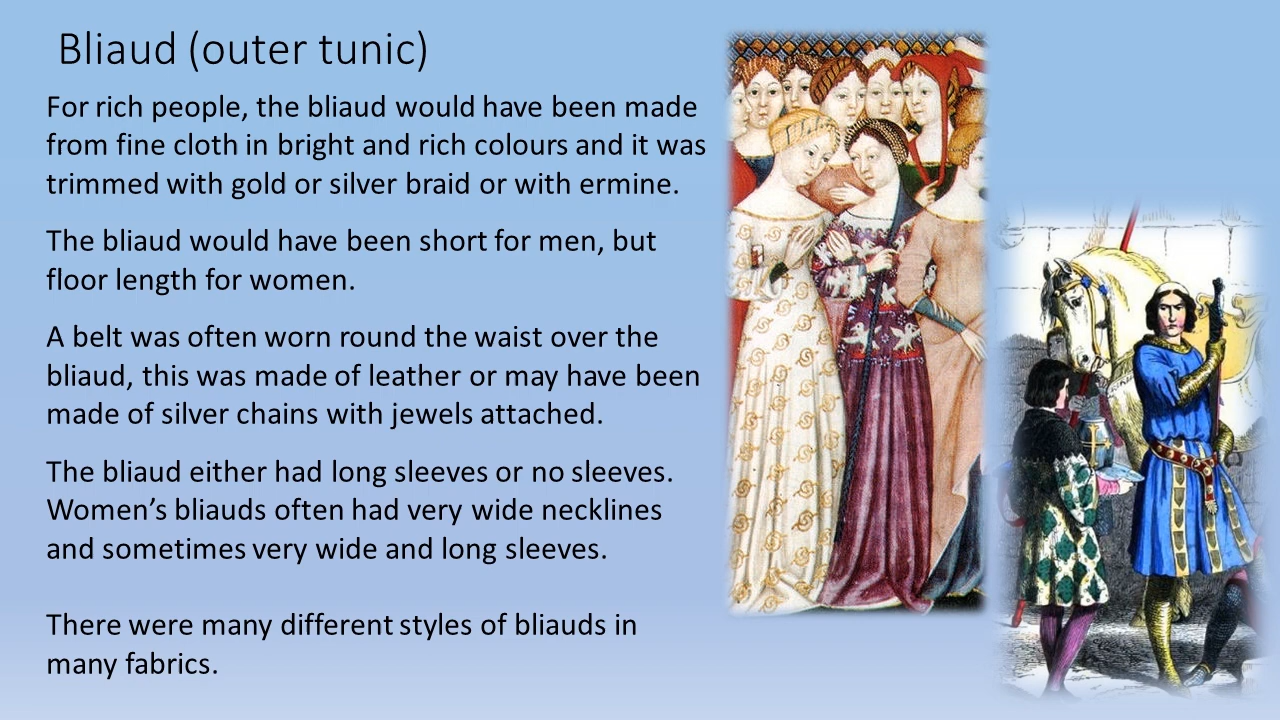 Bliaud (outer tunic)
For rich people, the bliaud would have been made
from fine cloth in bright and rich colours and it was
trimmed with gold or silver braid or with ermine.
The bliaud would have been short for men, but
floor length for women.
A belt was often worn round the waist over the
bliaud, this was made of leather or may have been
made of silver chains with jewels attached.
The bliaud either had long sleeves or no sleeves.
Women’s bliauds often had very wide necklines
and sometimes very wide and long sleeves.
There were many different styles of bliauds in
many fabrics.